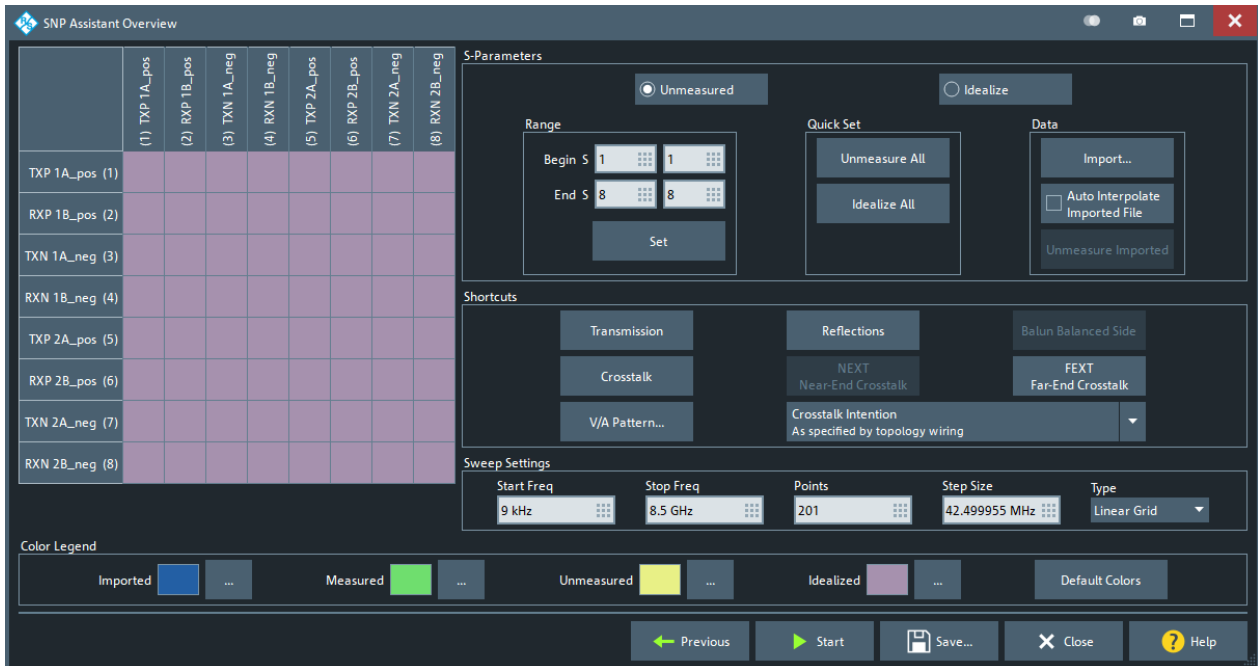 SNP Assistant Overview
(1) TXP 1A_pos
(2) RXP 1B_pos
(3) TXN 1A_neg
(4) RXN 1B_neg
(5) TXP 2A_pos
(6) RXP 2B_pos
(7) TXN 2A_neg
(8) RXN 2B_neg
TXP 1A_pos (1)
RXP 1B_pos (2)
TXN 1A_neg (3)
RXN 1B_neg (4)
TXP 2A_pos (5)
RXP 2B_pos (6)
TXN 2A_neg (7)
RXN 2B_neg (8)
S-Parameters
Unmeasured
Idealize
Range
Begin S 1 1
End S 8 8
Set
Quick Set
Unmeasure All
Idealize All
Data
Import...
Auto Interpolate
Imported File
Unmeasure Imported
Shortcuts
Transmission
Reflections
Balun Balanced Side
Crosstalk
NEXT
Near-End Crosstalk
FEXT
Far-End Crosstalk
V/A Pattern...
Crosstalk Intention
As specified by topology wiring
Sweep Settings
Start Freq
9 kHz
Stop Freq
8.5 GHz
Points
201
Step Size
42.499955 MHz
Type
Linear Grid
Color Legend
Imported ...
Measured ...
Unmeasured ...
Idealized ...
Default Colors
Previous
Start
Save...
Close
? Help